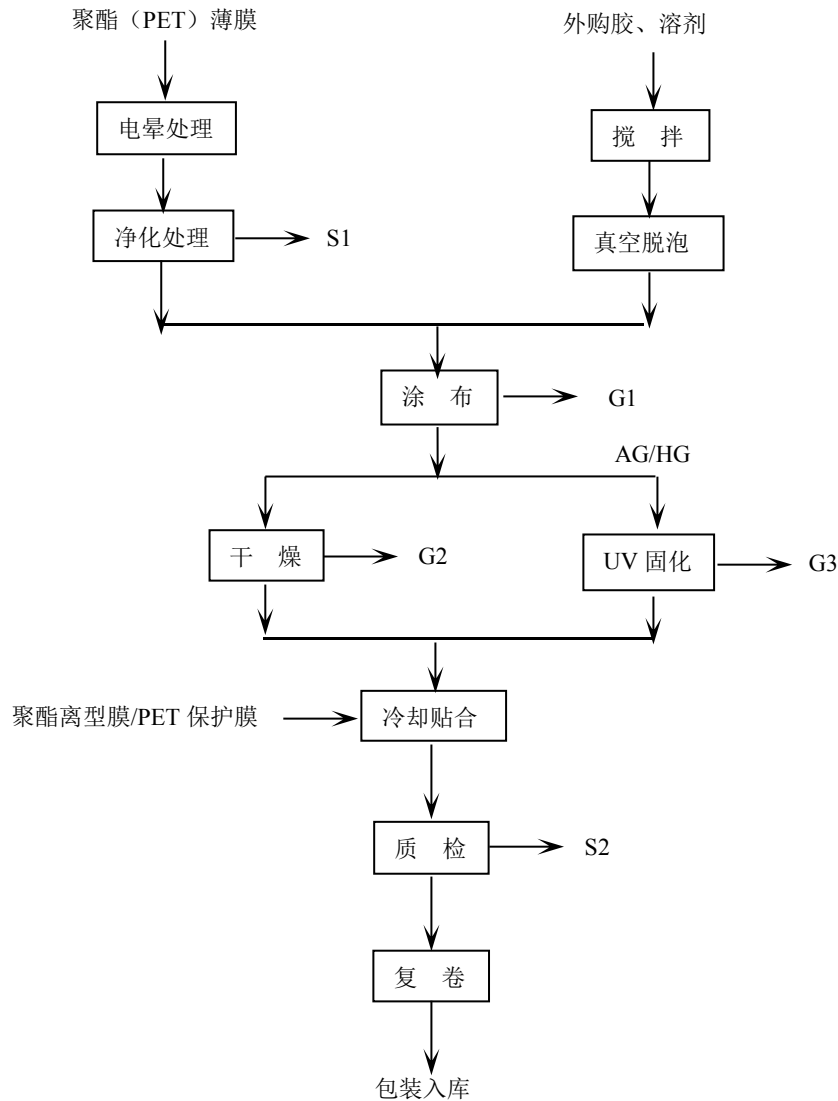 聚酯（PET）薄膜
外购胶、溶剂
电晕处理
搅 拌
净化处理
S1
真空脱泡
涂 布
G1
AG/HG
干 燥
G2
UV 固化
G3
聚酯离型膜/PET 保护膜
冷却贴合
质 检
S2
复 卷
包装入库